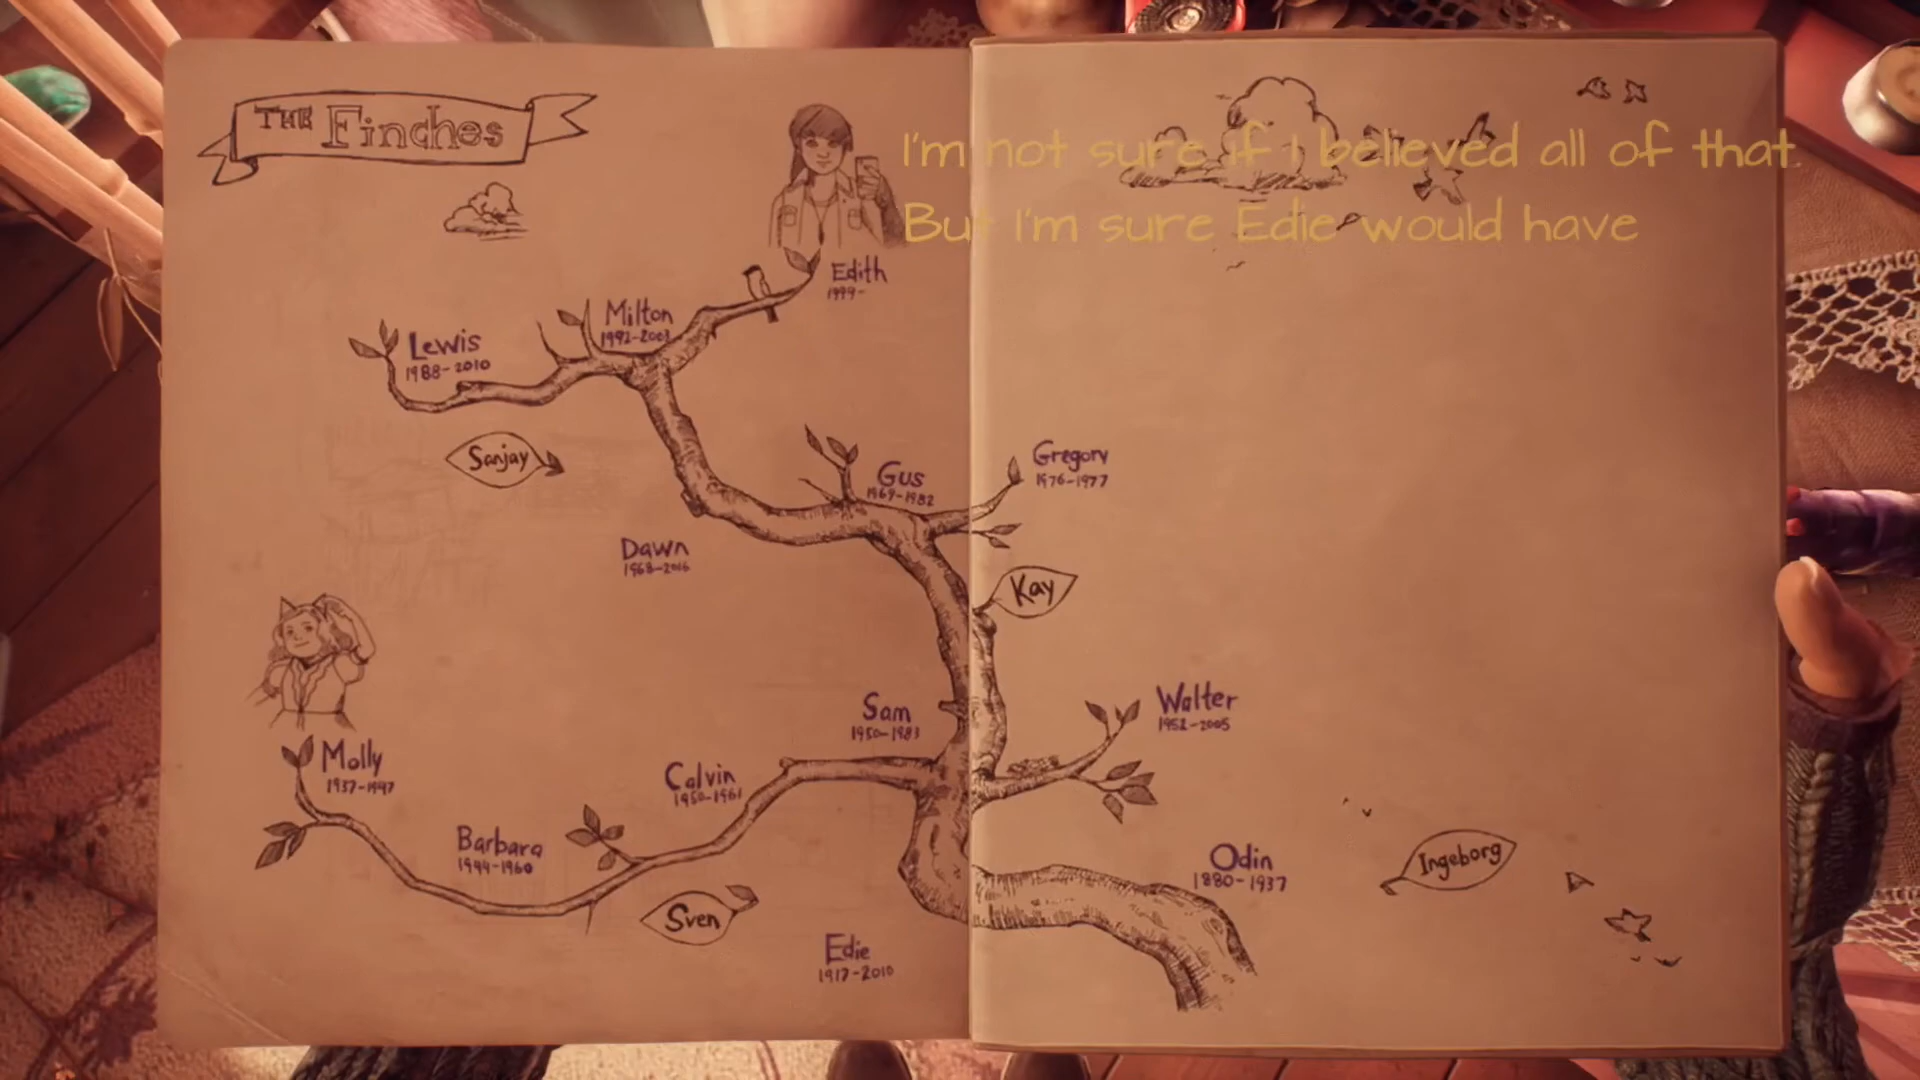 THE Finches
I'm not sure if I believed all of that.
But I'm sure Edie would have
Edith
1999-
Milton
1992-2003
Lewis
1988-2010
Sanjay
Gregory
1976-1977
Gus
1969-1982
Dawn
1968-2016
Kay
Sam
1950-1983
Walter
1952-2005
Molly
1937-1947
Calvin
1950-1961
Barbara
1944-1960
Odin
1880-1937
Ingeborg
Sven
Edie
1917-2010